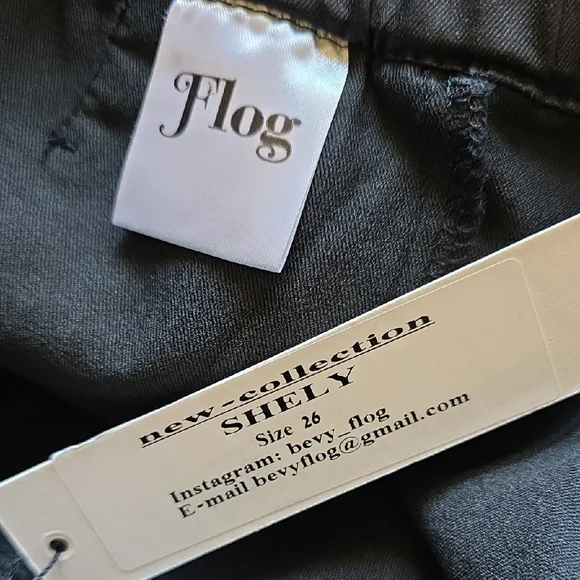 Flog
new-collection
SHELY
Size 26
Instagram: bevy_flog
E-mail bevyflog@gmail.com